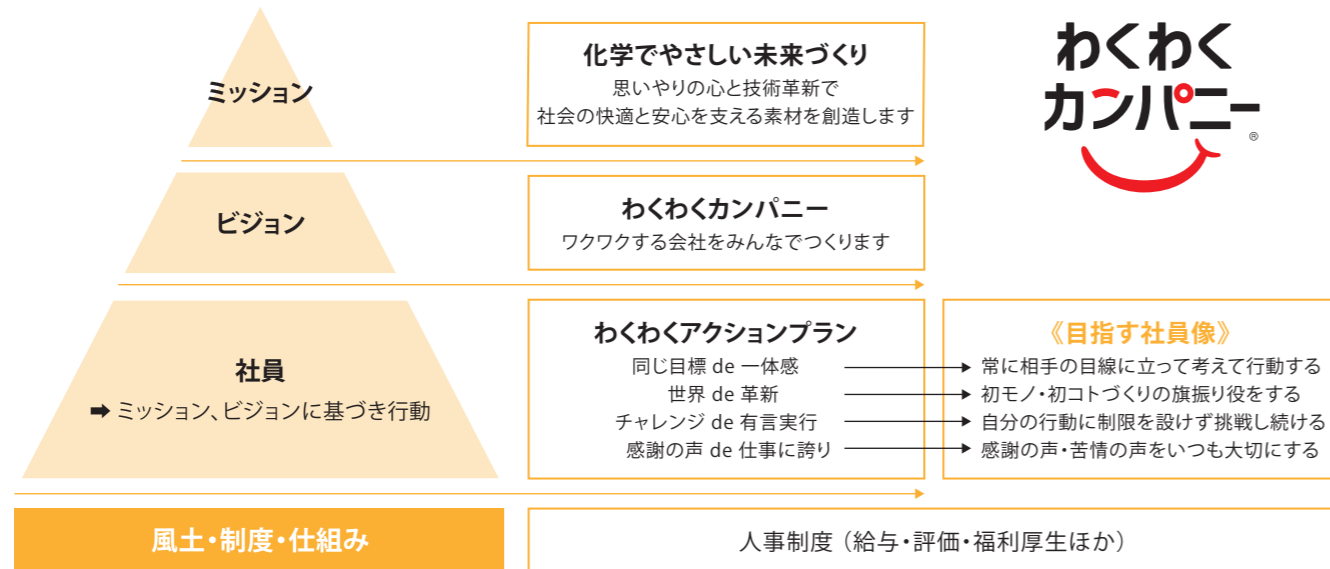 ミッション
化学でやさしい未来づくり
思いやりの心と技術革新で
社会の快適と安心を支える素材を創造します
わくわく
カンパニー
®
ビジョン
わくわくカンパニー
ワクワクする会社をみんなでつくります
社員
➡ ミッション、ビジョンに基づき行動
わくわくアクションプラン
同じ目標 de 一体感
世界 de 革新
チャレンジ de 有言実行
感謝の声 de 仕事に誇り
《目指す社員像》
常に相手の目線に立って考えて行動する
初モノ・初コトづくりの旗振り役をする
自分の行動に制限を設けず挑戦し続ける
感謝の声・苦情の声をいつも大切にする
風土・制度・仕組み
人事制度（給与・評価・福利厚生ほか）